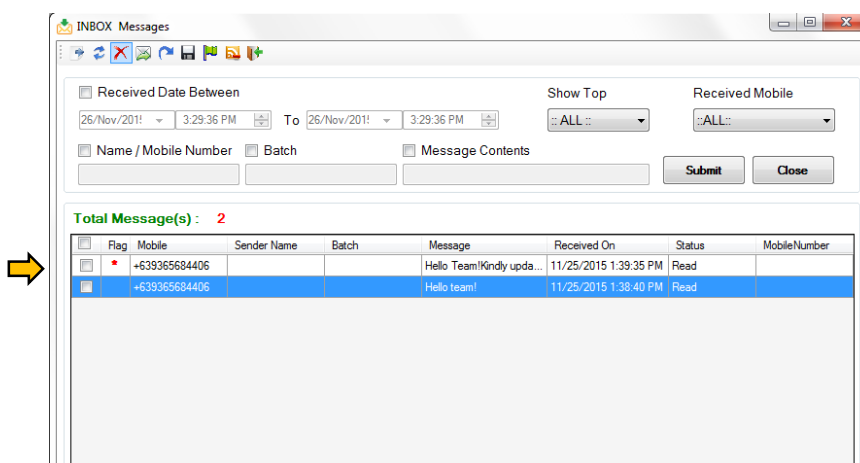 INBOX Messages
Received Date Between Show Top Received Mobile
26/Nov/201! 3:29:36 PM To 26/Nov/201! 3:29:36 PM :: ALL :: ::ALL::
Name / Mobile Number Batch Message Contents
Submit Close
Total Message(s) : 2
Flag Mobile Sender Name Batch Message Received On Status MobileNumber
* +639365684406 Hello Team!Kindly upda... 11/25/2015 1:39:35 PM Read
+639365684406 Hello team! 11/25/2015 1:38:40 PM Read